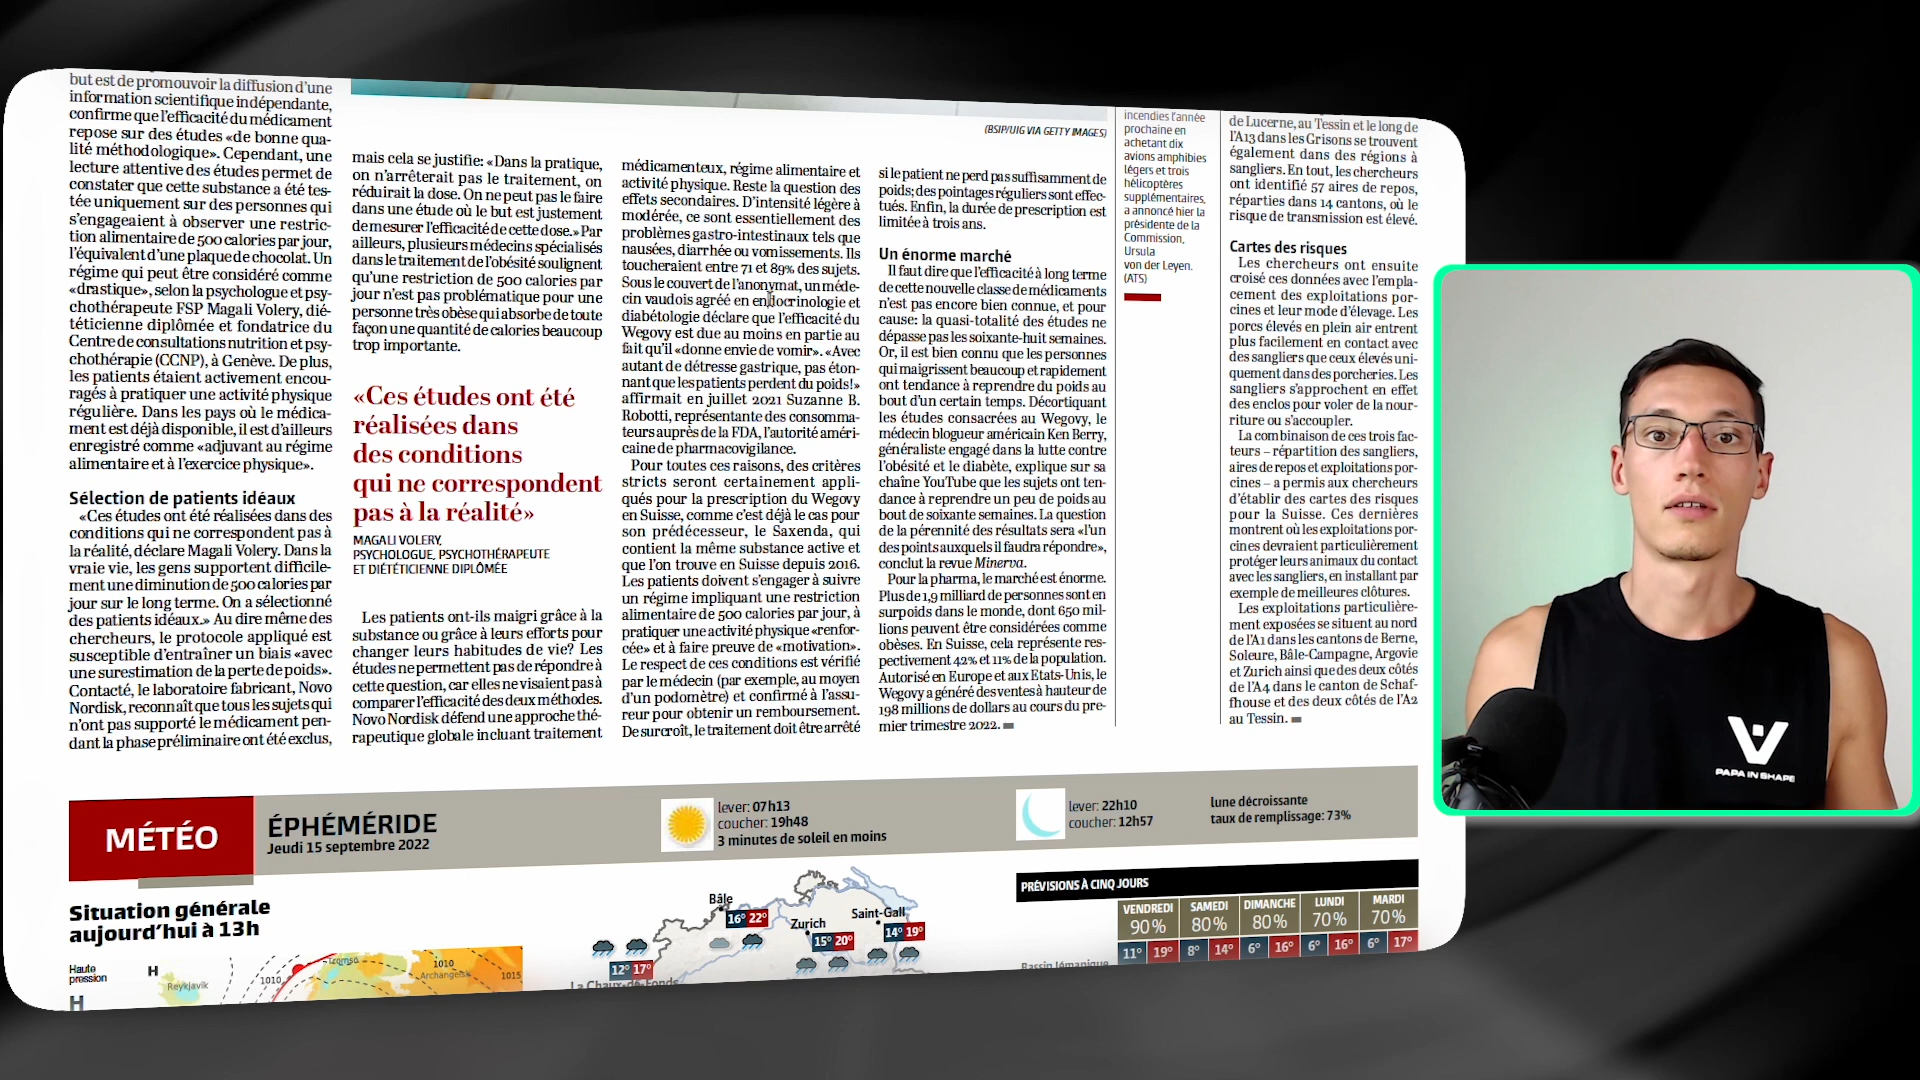 but est de promouvoir la diffusion d'une
information scientifique indépendante,
confirme que l'efficacité du médicament
repose sur des études «de bonne qua-
lité méthodologique». Cependant, une
lecture attentive des études permet de
constater que cette substance a été tes-
tée uniquement sur des personnes qui
s'engageaient à observer une restric-
tion alimentaire de 500 calories par jour,
l'équivalent d'une plaque de chocolat. Un
régime qui peut être considéré comme
«drastique», selon la psychologue et psy-
chothérapeute FSP Magali Volery, dié-
téticienne diplômée et fondatrice du
Centre de consultations nutrition et psy-
chothérapie (CCNP), à Genève. De plus,
les patients étaient activement encou-
ragés à pratiquer une activité physique
régulière. Dans les pays où le médica-
ment est déjà disponible, il est d'ailleurs
enregistré comme «adjuvant au régime
alimentaire et à l'exercice physique».
Sélection de patients idéaux
«Ces études ont été réalisées dans des
conditions qui ne correspondent pas à
la réalité, déclare Magali Volery. Dans la
vraie vie, les gens supportent difficile-
ment une diminution de 500 calories par
jour sur le long terme. On a sélectionné
des patients idéaux.» Au dire même des
chercheurs, le protocole appliqué est
susceptible d'entraîner un biais «avec
une surestimation de la perte de poids».
Contacté, le laboratoire fabricant, Novo
Nordisk, reconnaît que tous les sujets qui
n'ont pas supporté le médicament pen-
dant la phase préliminaire ont été exclus,
mais cela se justifie: «Dans la pratique,
on n'arrêterait pas le traitement, on
réduirait la dose. On ne peut pas le faire
dans une étude où le but est justement
de mesurer l'efficacité de cette dose.» Par
ailleurs, plusieurs médecins spécialisés
dans le traitement de l'obésité soulignent
qu'une restriction de 500 calories par
jour n'est pas problématique pour une
personne très obèse qui absorbe de toute
façon une quantité de calories beaucoup
trop importante.
«Ces études ont été
réalisées dans
des conditions
qui ne correspondent
pas à la réalité»
MAGALI VOLERY,
PSYCHOLOGUE, PSYCHOTHÉRAPEUTE
ET DIÉTÉTICIENNE DIPLÔMÉE
Les patients ont-ils maigri grâce à la
substance ou grâce à leurs efforts pour
changer leurs habitudes de vie? Les
études ne permettent pas de répondre à
cette question, car elles ne visaient pas à
comparer l'efficacité des deux méthodes.
Novo Nordisk défend une approche thé-
rapeutique globale incluant traitement
(BSIP/UIG VIA GETTY IMAGES)
médicamenteux, régime alimentaire et
activité physique. Reste la question des
effets secondaires. D'intensité légère à
modérée, ce sont essentiellement des
problèmes gastro-intestinaux tels que
nausées, diarrhée ou vomissements. Ils
toucheraient entre 71 et 89% des sujets.
Sous le couvert de l'anonymat, un méde-
cin vaudois agréé en endocrinologie et
diabétologie déclare que l'efficacité du
Wegovy est due au moins en partie au
fait qu'il «donne envie de vomir». «Avec
autant de détresse gastrique, pas éton-
nant que les patients perdent du poids!»
affirmait en juillet 2021 Suzanne B.
Robotti, représentante des consomma-
teurs auprès de la FDA, l'autorité améri-
caine de pharmacovigilance.
Pour toutes ces raisons, des critères
stricts seront certainement appli-
qués pour la prescription du Wegovy
en Suisse, comme c'est déjà le cas pour
son prédécesseur, le Saxenda, qui
contient la même substance active et
que l'on trouve en Suisse depuis 2016.
Les patients doivent s'engager à suivre
un régime impliquant une restriction
alimentaire de 500 calories par jour, à
pratiquer une activité physique «renfor-
cée» et à faire preuve de «motivation».
Le respect de ces conditions est vérifié
par le médecin (par exemple, au moyen
d'un podomètre) et confirmé à l'assu-
reur pour obtenir un remboursement.
De surcroît, le traitement doit être arrêté
si le patient ne perd pas suffisamment de
poids; des pointages réguliers sont effec-
tués. Enfin, la durée de prescription est
limitée à trois ans.
Un énorme marché
Il faut dire que l'efficacité à long terme
de cette nouvelle classe de médicaments
n'est pas encore bien connue, et pour
cause: la quasi-totalité des études ne
dépasse pas les soixante-huit semaines.
Or, il est bien connu que les personnes
qui maigrissent beaucoup et rapidement
ont tendance à reprendre du poids au
bout d'un certain temps. Décortiquant
les études consacrées au Wegovy, le
médecin blogueur américain Ken Berry,
généraliste engagé dans la lutte contre
l'obésité et le diabète, explique sur sa
chaîne YouTube que les sujets ont ten-
dance à reprendre un peu de poids au
bout de soixante semaines. La question
de la pérennité des résultats sera «l'un
des points auxquels il faudra répondre»,
conclut la revue Minerva.
Pour la pharma, le marché est énorme.
Plus de 1,9 milliard de personnes sont en
surpoids dans le monde, dont 650 mil-
lions peuvent être considérées comme
obèses. En Suisse, cela représente res-
pectivement 42% et 11% de la population.
Autorisé en Europe et aux Etats-Unis, le
Wegovy a généré des ventes à hauteur de
198 millions de dollars au cours du pre-
mier trimestre 2022.
incendies l'année
prochaine en
achetant dix
avions amphibies
légers et trois
hélicoptères
supplémentaires,
a annoncé hier la
présidente de la
Commission,
Ursula
von der Leyen.
(ATS)
de Lucerne, au Tessin et le long de
l'A13 dans les Grisons se trouvent
également dans des régions à
sangliers. En tout, les chercheurs
ont identifié 57 aires de repos,
réparties dans 14 cantons, où le
risque de transmission est élevé.
Cartes des risques
Les chercheurs ont ensuite
croisé ces données avec l'empla-
cement des exploitations por-
cines et leur mode d'élevage. Les
porcs élevés en plein air entrent
plus facilement en contact avec
des sangliers que ceux élevés uni-
quement dans des porcheries. Les
sangliers s'approchent en effet
des enclos pour voler de la nour-
riture ou s'accoupler.
La combinaison de ces trois fac-
teurs – répartition des sangliers,
aires de repos et exploitations por-
cines – a permis aux chercheurs
d'établir des cartes des risques
pour la Suisse. Ces dernières
montrent où les exploitations por-
cines devraient particulièrement
protéger leurs animaux du contact
avec les sangliers, en installant par
exemple de meilleures clôtures.
Les exploitations particulière-
ment exposées se situent au nord
de l'A1 dans les cantons de Berne,
Soleure, Bâle-Campagne, Argovie
et Zurich ainsi que des deux côtés
de l'A4 dans le canton de Schaf-
fhouse et des deux côtés de l'A2
au Tessin.
PAPA IN SHAPE
MÉTÉO
ÉPHÉMÉRIDE
Jeudi 15 septembre 2022
lever: 07h13
coucher: 19h48
3 minutes de soleil en moins
lever: 22h10
coucher: 12h57
lune décroissante
taux de remplissage: 73%
Situation générale
aujourd'hui à 13h
Haute
pression
H
H
Reykjavik
1010
Tromsø
1010
Archangelsk
1015
Bâle
16° 22°
Zurich
15° 20°
Saint-Gall
14° 19°
12° 17°
La Chaux-de-Fonds
PRÉVISIONS À CINQ JOURS
VENDREDI SAMEDI DIMANCHE LUNDI MARDI
90% 80% 80% 70% 70%
11° 19° 8° 14° 6° 16° 6° 16° 6° 17°
Bassin lémanique